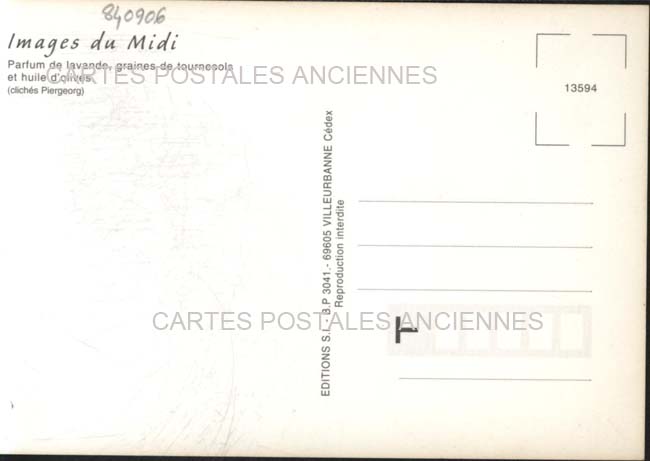 840906
Images du Midi
Parfum de lavande, graines de tournesols
et huile d'olives
(clichés Piergeorg)
CARTES POSTALES ANCIENNES
13594
EDITIONS S.L - B.P 3041.- 69605 VILLEURBANNE Cédex
Reproduction interdite
CARTES POSTALES ANCIENNES